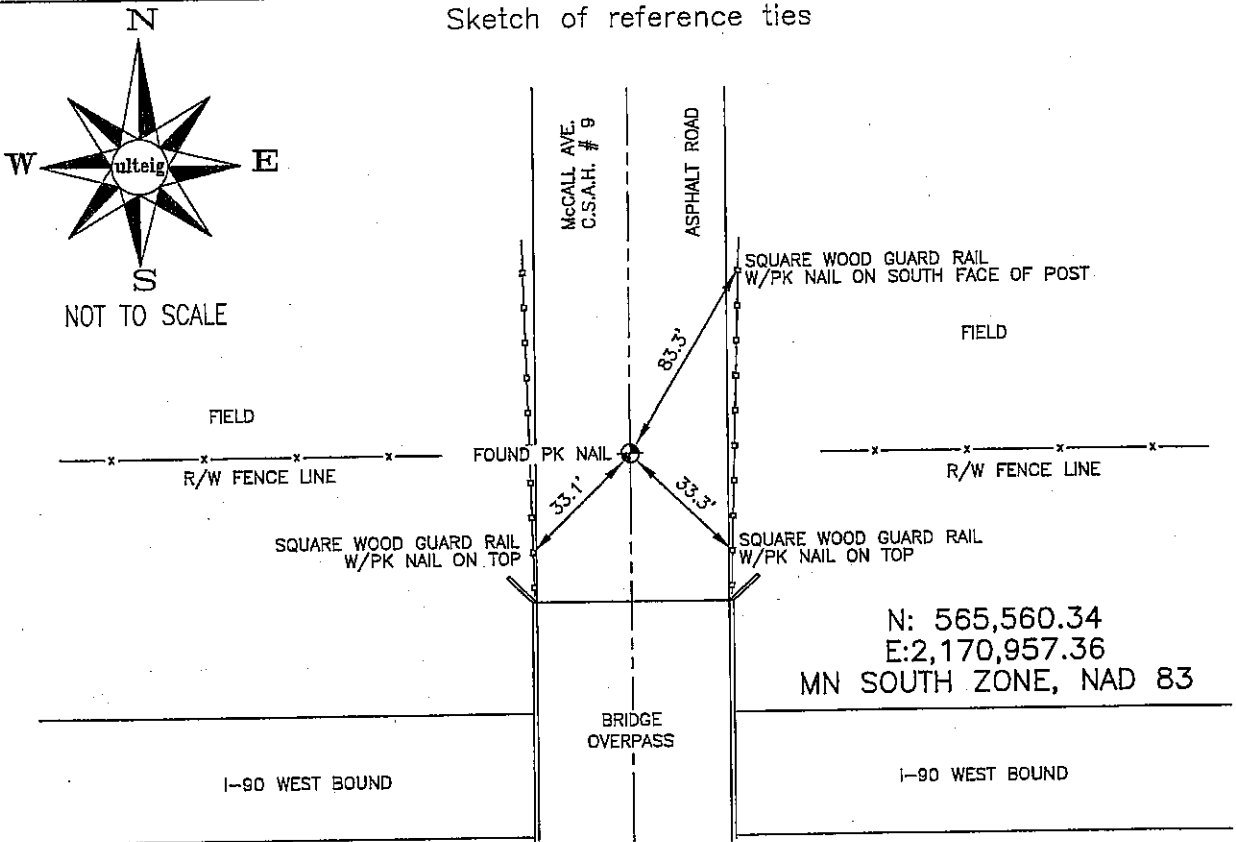 Sketch of reference ties
N
W
ulteig
E
S
NOT TO SCALE
McCALL AVE.
C.S.A.H. # 9
ASPHALT ROAD
SQUARE WOOD GUARD RAIL
W/PK NAIL ON SOUTH FACE OF POST
83.3'
FIELD
FIELD
FOUND PK NAIL
R/W FENCE LINE
R/W FENCE LINE
33.1'
33.3'
SQUARE WOOD GUARD RAIL
W/PK NAIL ON TOP
SQUARE WOOD GUARD RAIL
W/PK NAIL ON TOP
N: 565,560.34
E:2,170,957.36
MN SOUTH ZONE, NAD 83
BRIDGE
OVERPASS
I-90 WEST BOUND
I-90 WEST BOUND